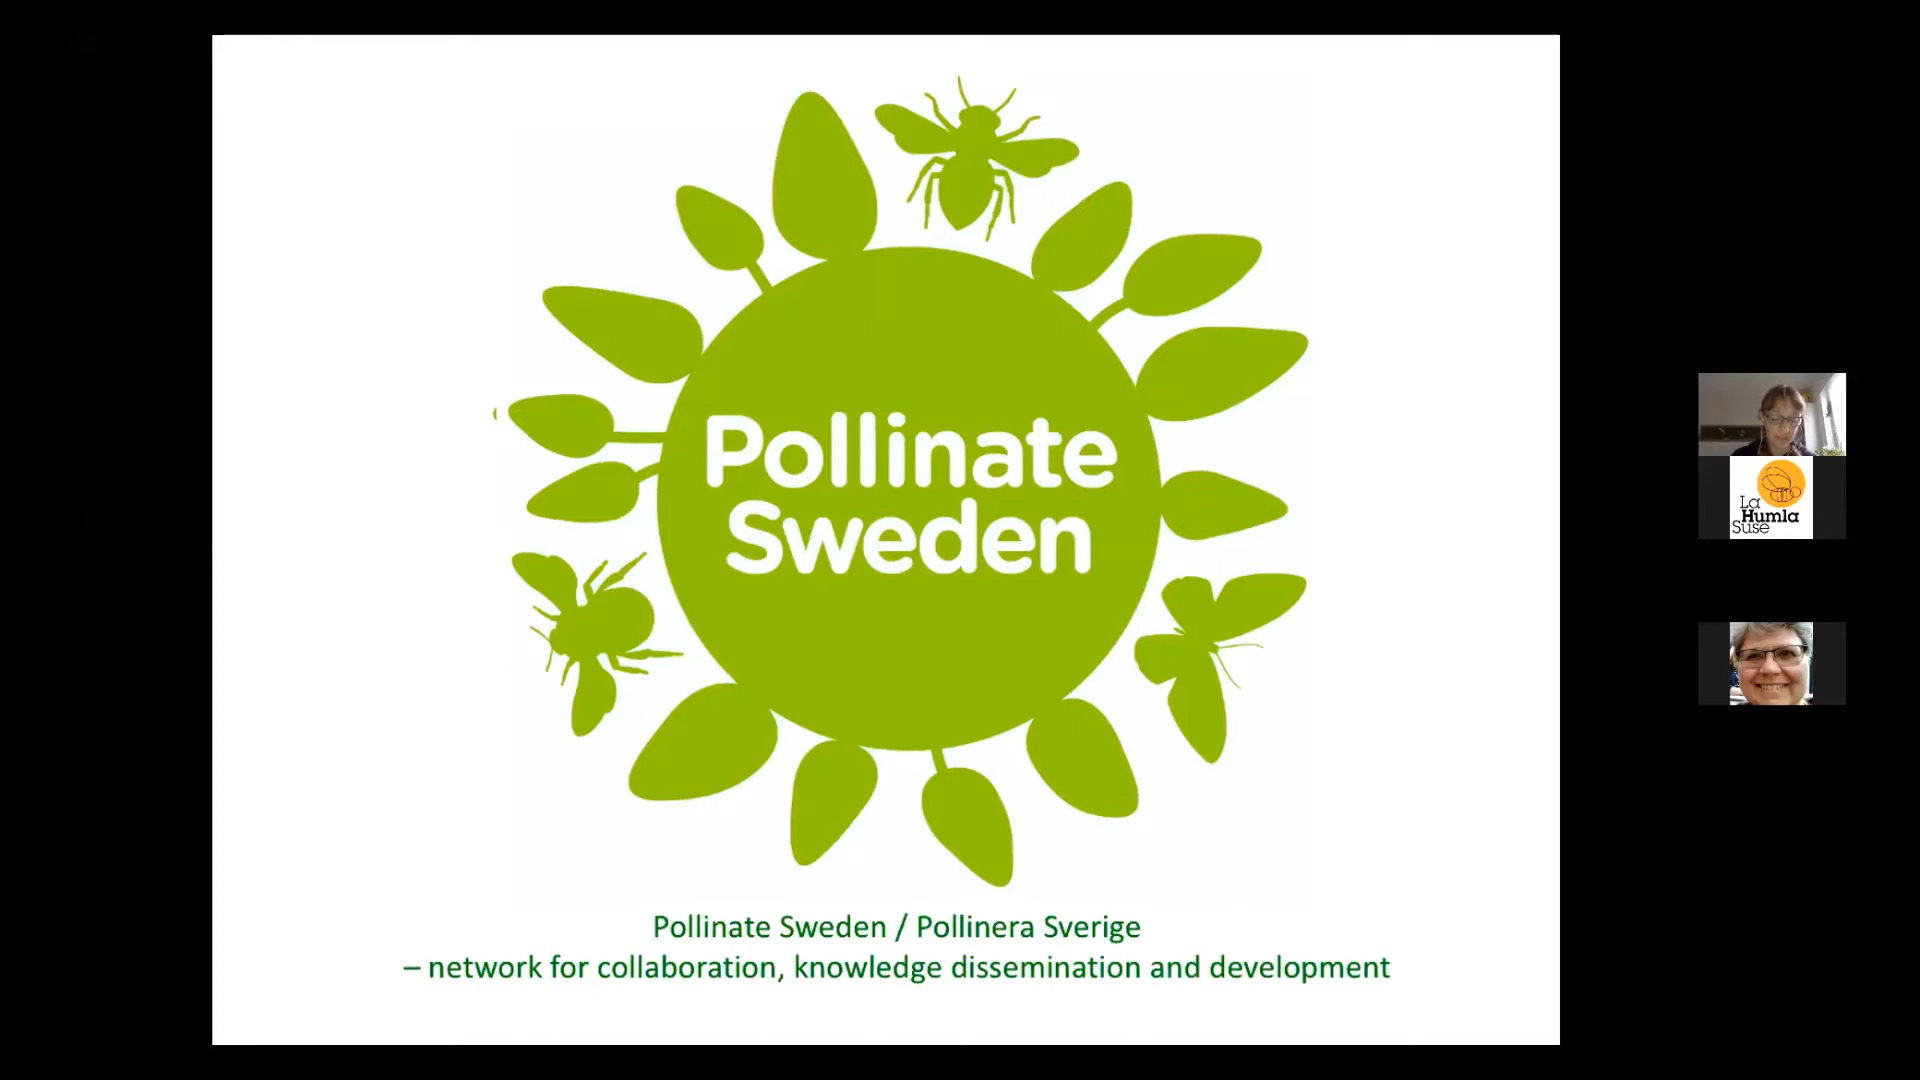 Pollinate
Sweden
Pollinate Sweden / Pollinera Sverige
– network for collaboration, knowledge dissemination and development
La
Humla
Suse